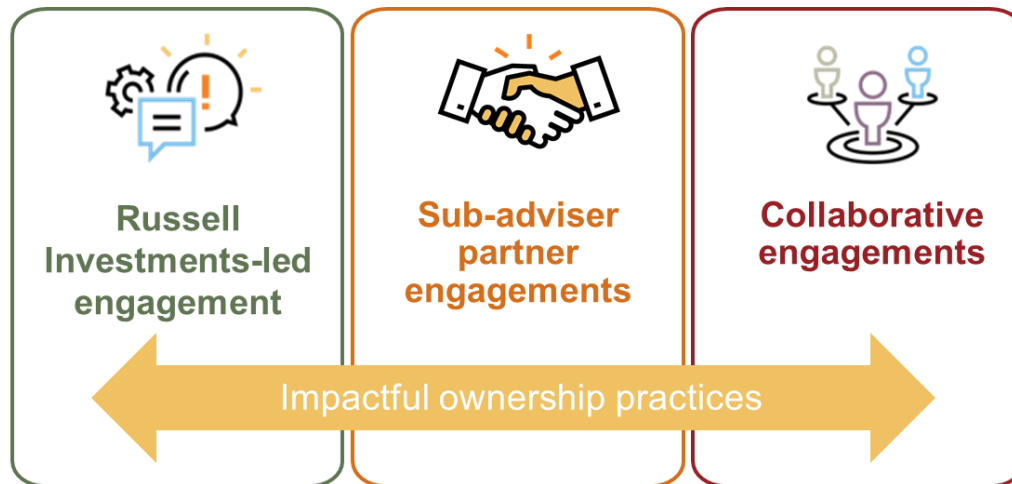 Russell
Investments-led
engagement
Sub-adviser
partner
engagements
Collaborative
engagements
Impactful ownership practices